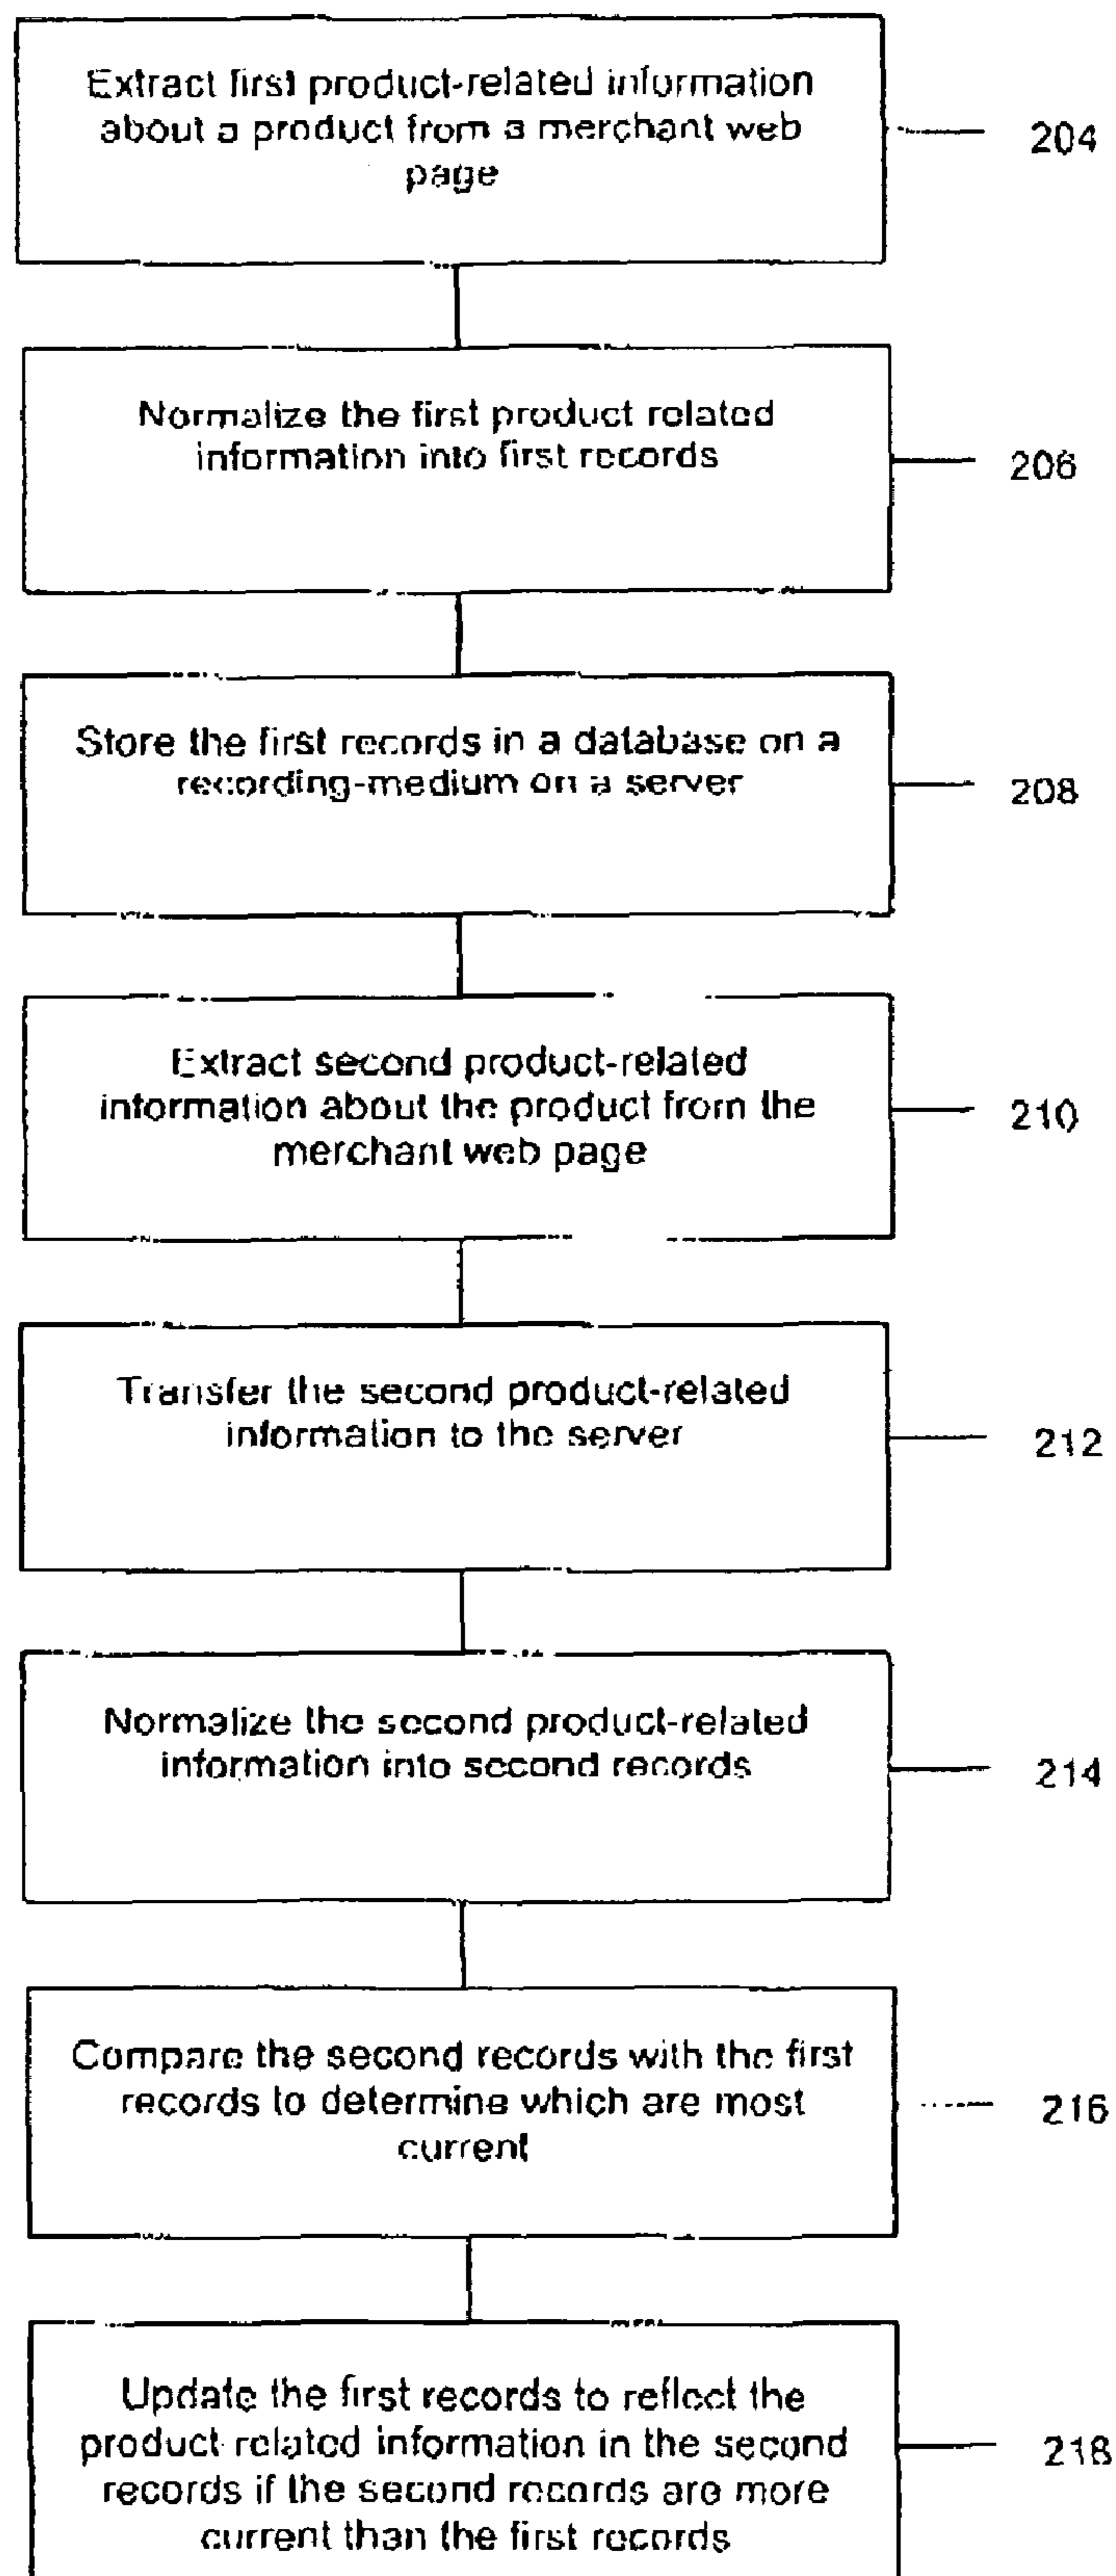 Extract first product-related information
about a product from a merchant web
page
204
Normalize the first product related
information into first records
206
Store the first records in a database on a
recording-medium on a server
208
Extract second product-related
information about the product from the
merchant web page
210
Transfer the second product-related
information to the server
212
Normalize the second product-related
information into second records
214
Compare the second records with the first
records to determine which are most
current
216
Update the first records to reflect the
product related information in the second
records if the second records are more
current than the first records
218